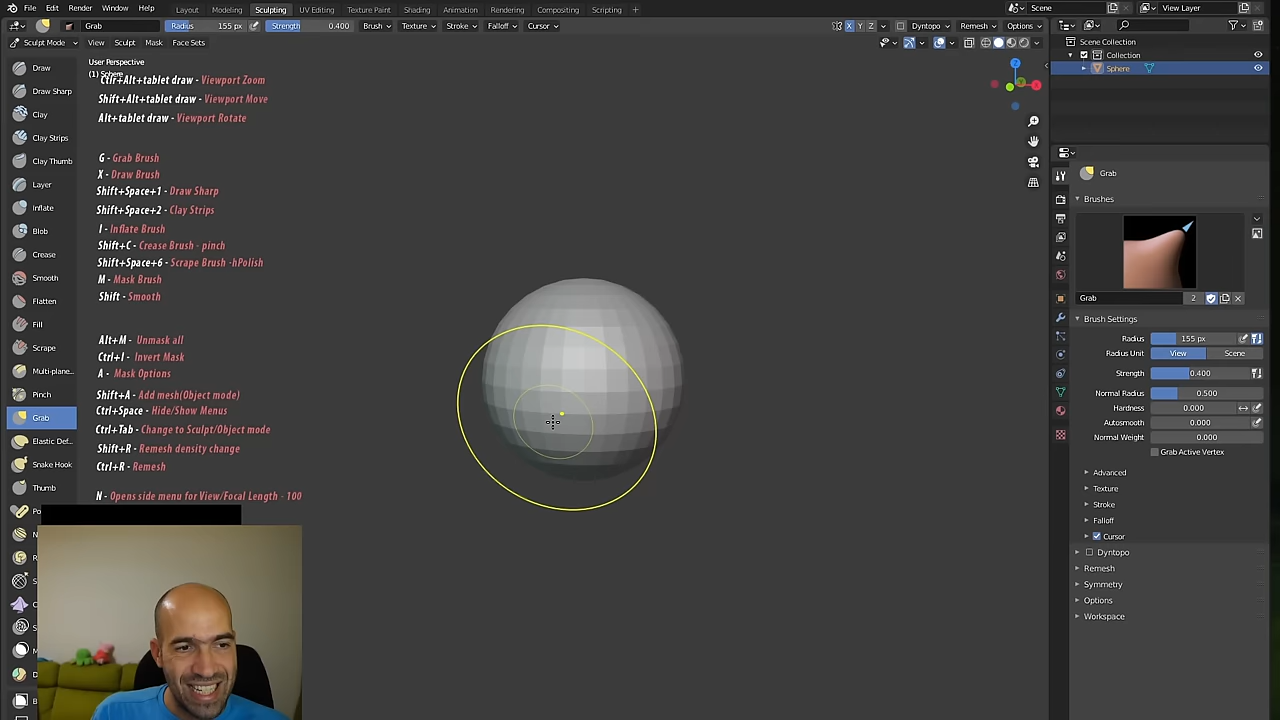 File Edit Render Window Help
Layout Modeling Sculpting UV Editing Texture Paint Shading Animation Rendering Compositing Scripting +
Scene
View Layer
Grab
Radius 155 px
Strength 0.400
Brush Texture Stroke Falloff Cursor
X Y Z
Dyntopo Remesh Options
Sculpt Mode View Sculpt Mask Face Sets
User Perspective
(1) Sphere
Ctrl+Alt+tablet draw - Viewport Zoom
Shift+Alt+tablet draw - Viewport Move
Alt+tablet draw - Viewport Rotate
G - Grab Brush
X - Draw Brush
Shift+Space+1 - Draw Sharp
Shift+Space+2 - Clay Strips
I - Inflate Brush
Shift+C - Crease Brush - pinch
Shift+Space+6 - Scrape Brush -hPolish
M - Mask Brush
Shift - Smooth
Alt+M - Unmask all
Ctrl+I - Invert Mask
A - Mask Options
Shift+A - Add mesh(Object mode)
Ctrl+Space - Hide/Show Menus
Ctrl+Tab - Change to Sculpt/Object mode
Shift+R - Remesh density change
Ctrl+R - Remesh
N - Opens side menu for View/Focal Length - 100
Draw
Draw Sharp
Clay
Clay Strips
Clay Thumb
Layer
Inflate
Blob
Crease
Smooth
Flatten
Fill
Scrape
Multi-plane...
Pinch
Grab
Elastic Def...
Snake Hook
Thumb
Scene Collection
Collection
Sphere
Grab
Brushes
Grab 2
Brush Settings
Radius 155 px
Radius Unit View Scene
Strength 0.400
Normal Radius 0.500
Hardness 0.000
Autosmooth 0.000
Normal Weight 0.000
Grab Active Vertex
Advanced
Texture
Stroke
Falloff
Cursor
Dyntopo
Remesh
Symmetry
Options
Workspace